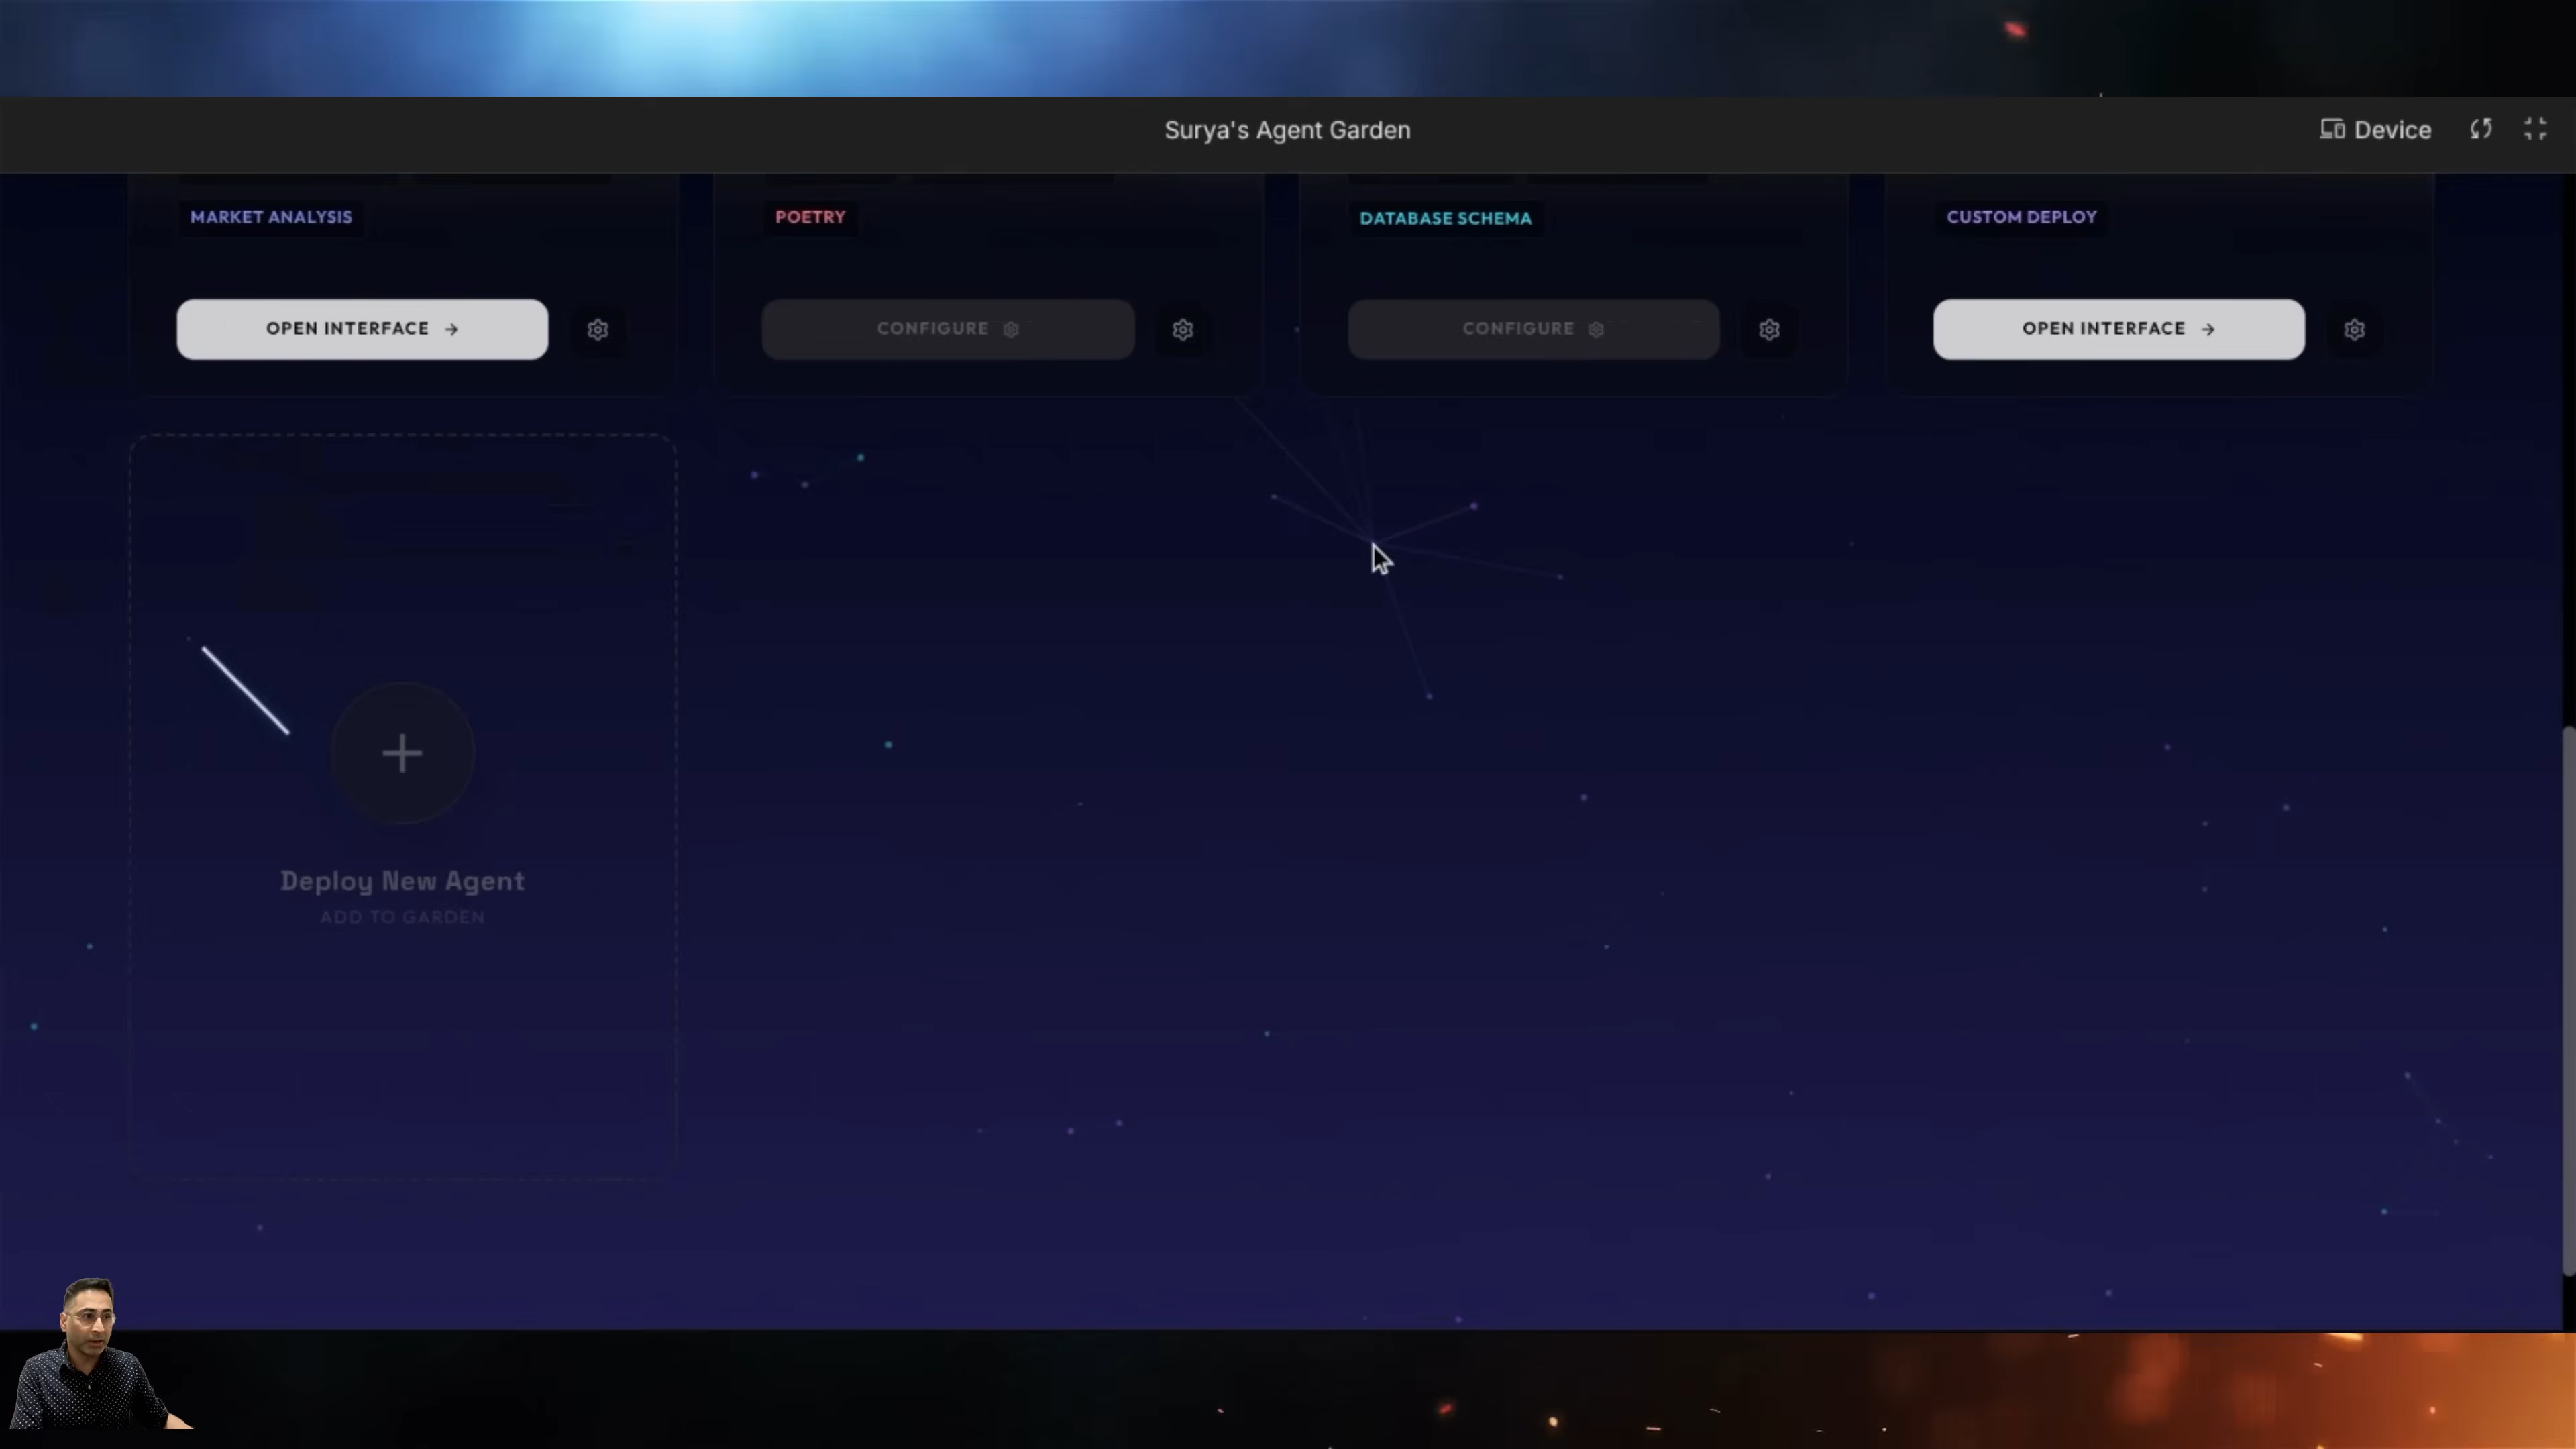 Surya's Agent Garden
Device
MARKET ANALYSIS
POETRY
DATABASE SCHEMA
CUSTOM DEPLOY
OPEN INTERFACE →
CONFIGURE
CONFIGURE
OPEN INTERFACE →
Deploy New Agent
ADD TO GARDEN